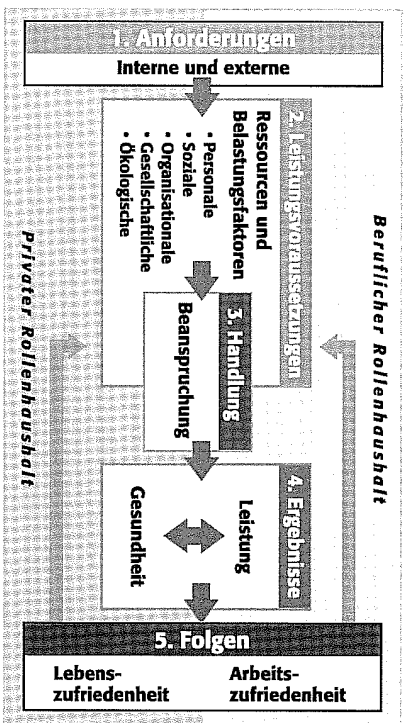 1. Anforderungen
Interne und externe
2. Leistungsvoraussetzungen
Ressourcen und
Belastungsfaktoren
• Personale
• Soziale
• Organisationale
• Gesellschaftliche
• Ökologische
3. Handlung
Beanspruchung
4. Ergebnisse
Leistung
Gesundheit
5. Folgen
Lebens-
zufriedenheit
Arbeits-
zufriedenheit
Beruflicher Rollenhaushalt
Privater Rollenhaushalt